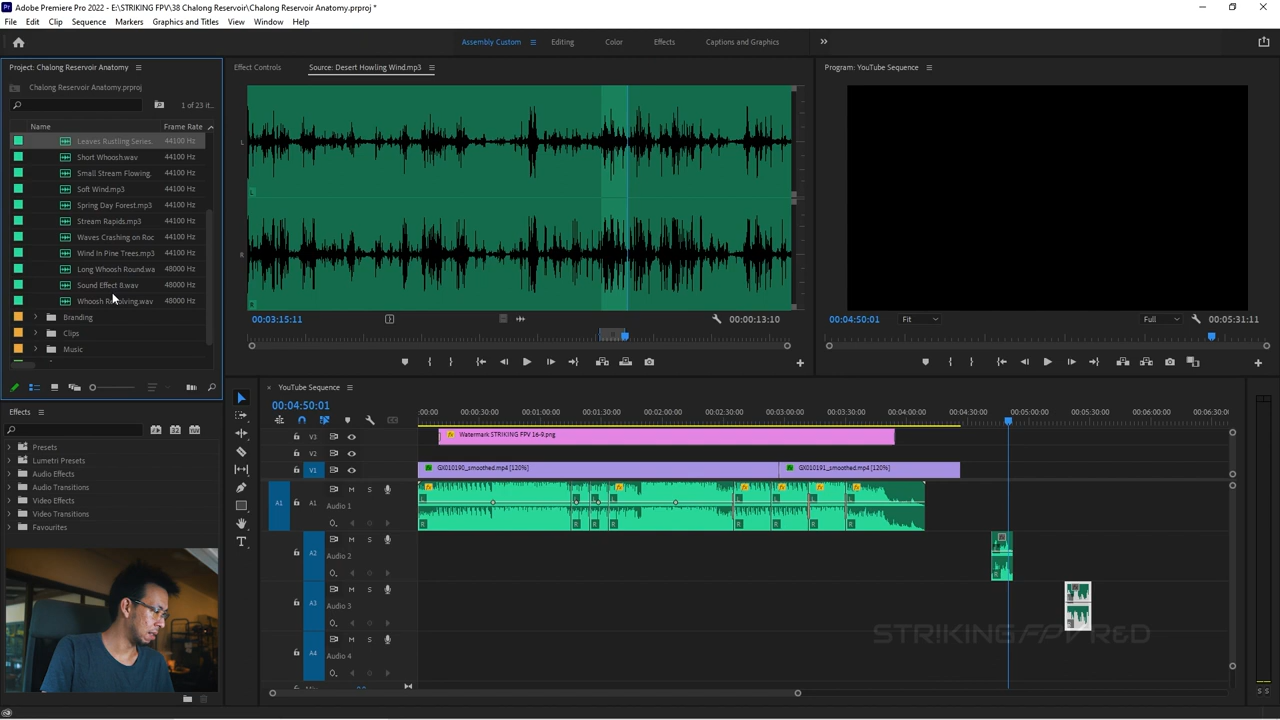 Adobe Premiere Pro 2022 - E:\STRIKING FPV\38 Chalong Reservoir\Chalong Reservoir Anatomy.prproj *
File Edit Clip Sequence Markers Graphics and Titles View Window Help
Assembly Custom Editing Color Effects Captions and Graphics
Project: Chalong Reservoir Anatomy
Effect Controls Source: Desert Howling Wind.mp3
Program: YouTube Sequence
Chalong Reservoir Anatomy.prproj
1 of 23 it...
Name Frame Rate
Leaves Rustling Series. 44100 Hz
Short Whoosh.wav 44100 Hz
Small Stream Flowing. 44100 Hz
Soft Wind.mp3 44100 Hz
Spring Day Forest.mp3 44100 Hz
Stream Rapids.mp3 44100 Hz
Waves Crashing on Roc 44100 Hz
Wind In Pine Trees.mp3 44100 Hz
Long Whoosh Round.wa 48000 Hz
Sound Effect 8.wav 48000 Hz
Whoosh Revolving.wav 48000 Hz
Branding
Clips
Music
L
R
L
R
00:03:15:11 00:00:13:10
00:04:50:01 Fit Full 00:05:31:11
YouTube Sequence
00:04:50:01
:00:00 00:00:30:00 00:01:00:00 00:01:30:00 00:02:00:00 00:02:30:00 00:03:00:00 00:03:30:00 00:04:00:00 00:04:30:00 00:05:00:00 00:05:30:00 00:06:00:00 00:06:30:00
Effects
Presets
Lumetri Presets
Audio Effects
Audio Transitions
Video Effects
Video Transitions
Favourites
V3 fx Watermark STRIKING FPV 16-9.png
V2
V1 GX010190_smoothed.mp4 [120%] GX010191_smoothed.mp4 [120%]
A1 A1 M S
Audio 1
A2 M S
Audio 2
A3 M S
Audio 3
A4 M S
Audio 4
STRIKING FPV R&D
S S